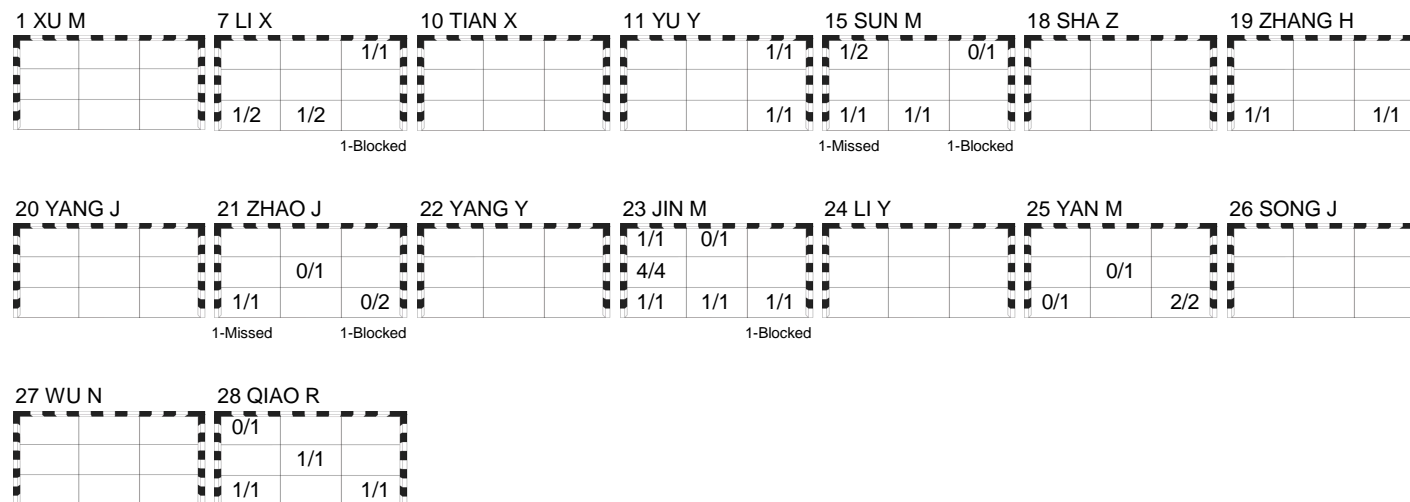 1 XU M 7 LI X 10 TIAN X 11 YU Y 15 SUN M 18 SHA Z 19 ZHANG H
1/1 1/1 1/2 0/1
1/2 1/2 1/1 1/1 1/1 1/1 1/1
1-Blocked 1-Missed 1-Blocked
20 YANG J 21 ZHAO J 22 YANG Y 23 JIN M 24 LI Y 25 YAN M 26 SONG J
1/1 0/1
0/1 4/4 0/1
1/1 0/2 1/1 1/1 1/1 0/1 2/2
1-Missed 1-Blocked 1-Blocked
27 WU N 28 QIAO R
0/1
1/1
1/1 1/1